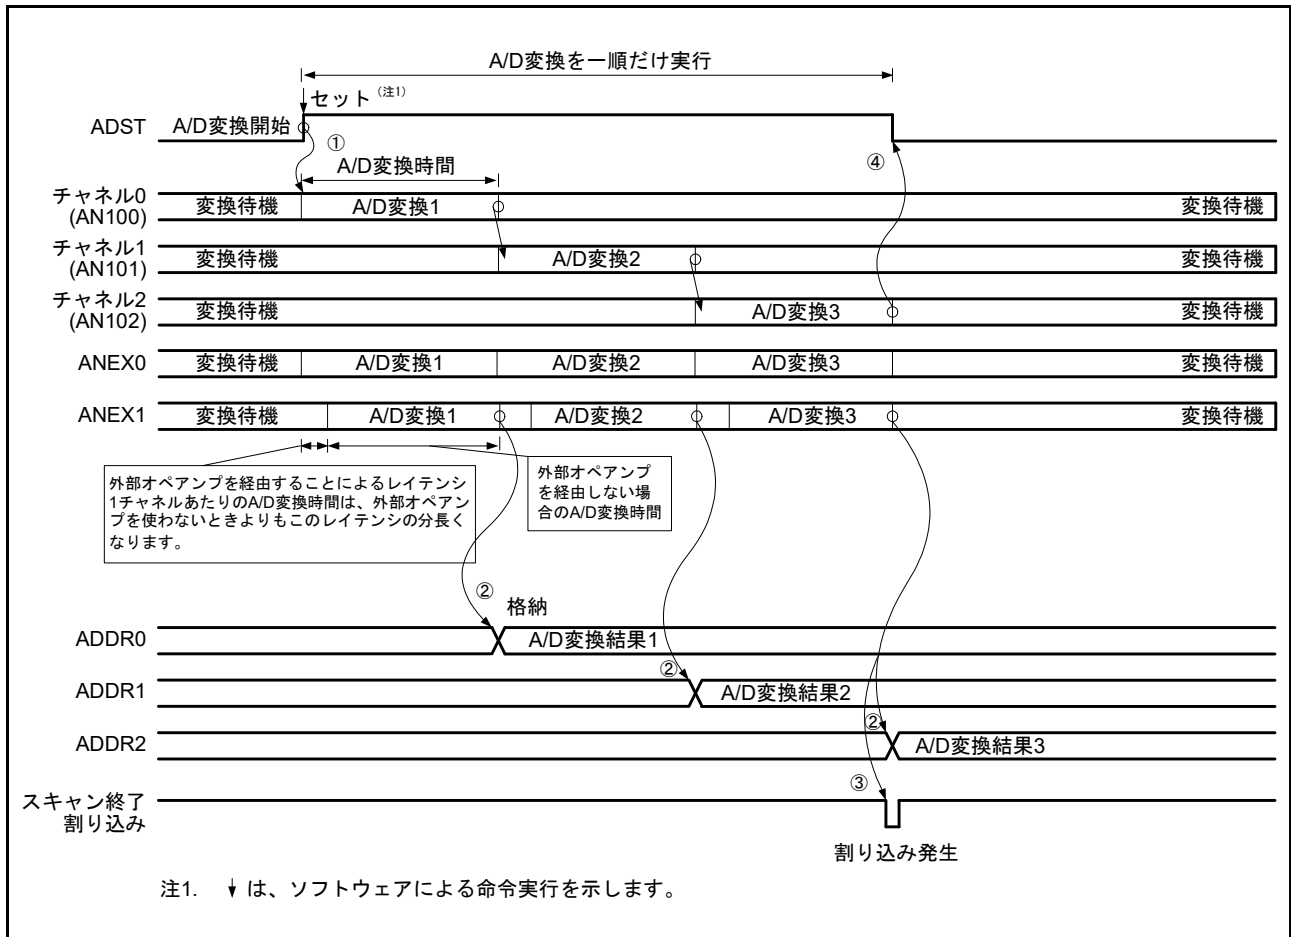 A/D変換を一順だけ実行
セット（注1）
ADST
A/D変換開始
①
④
A/D変換時間
チャネル0
(AN100)
変換待機
A/D変換1
変換待機
チャネル1
(AN101)
変換待機
A/D変換2
変換待機
チャネル2
(AN102)
変換待機
A/D変換3
変換待機
ANEX0
変換待機
A/D変換1
A/D変換2
A/D変換3
変換待機
ANEX1
変換待機
A/D変換1
A/D変換2
A/D変換3
変換待機
外部オペアンプを経由することによるレイテンシ
1チャネルあたりのA/D変換時間は、外部オペアン
プを使わないときよりもこのレイテンシの分長く
なります。
外部オペアンプ
を経由しない場
合のA/D変換時間
②
格納
ADDR0
A/D変換結果1
②
ADDR1
A/D変換結果2
②
ADDR2
A/D変換結果3
③
スキャン終了
割り込み
割り込み発生
注1. ↓は、ソフトウェアによる命令実行を示します。